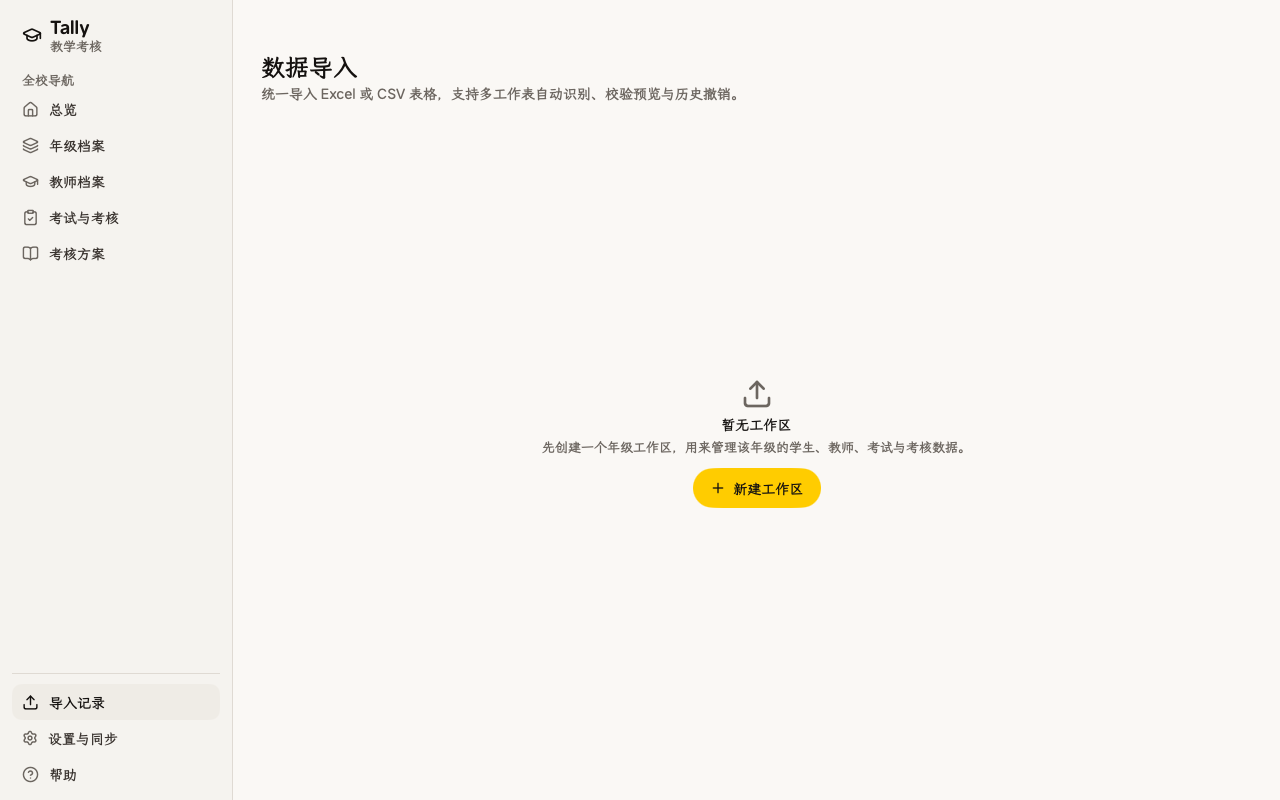 Tally
教学考核
全校导航
总览
年级档案
教师档案
考试与考核
考核方案
导入记录
设置与同步
帮助
数据导入
统一导入 Excel 或 CSV 表格，支持多工作表自动识别、校验预览与历史撤销。
暂无工作区
先创建一个年级工作区，用来管理该年级的学生、教师、考试与考核数据。
新建工作区